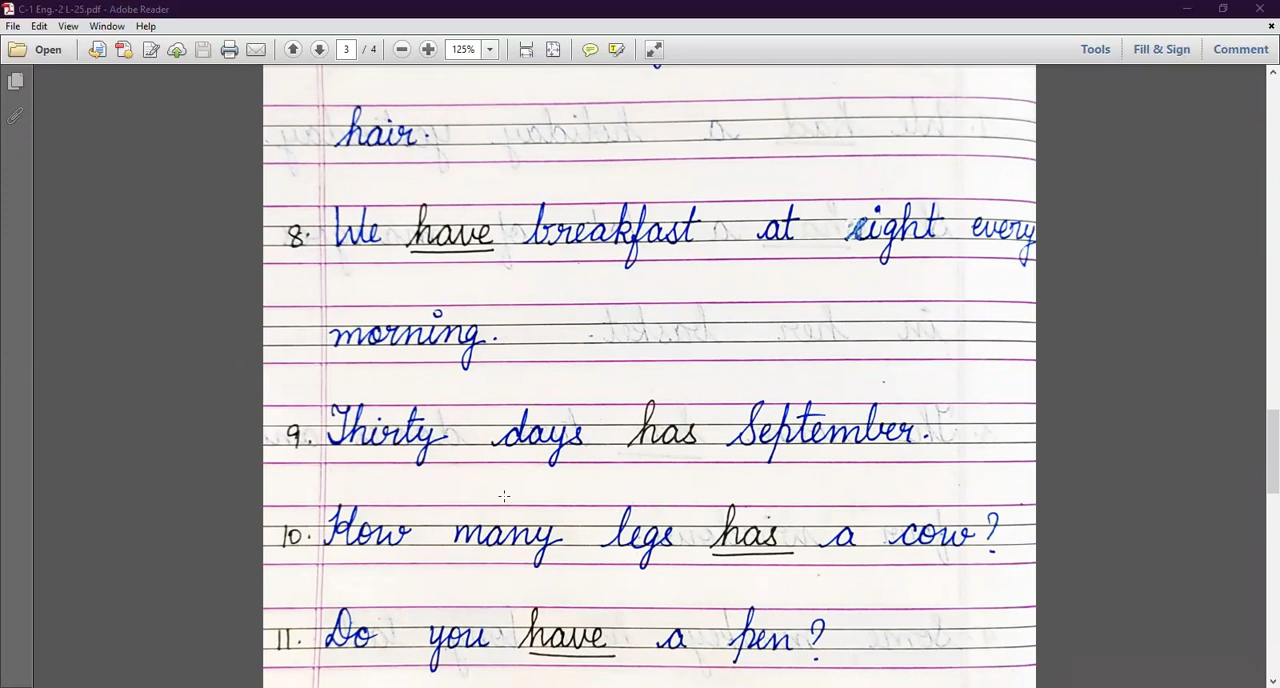 C-1 Eng.-2 L-25.pdf - Adobe Reader
File Edit View Window Help
Open 3 / 4 125% Tools Fill & Sign Comment
hair.
8. We have breakfast at eight every
morning.
9. Thirty days has September.
10. How many legs has a cow?
11. Do you have a pen?